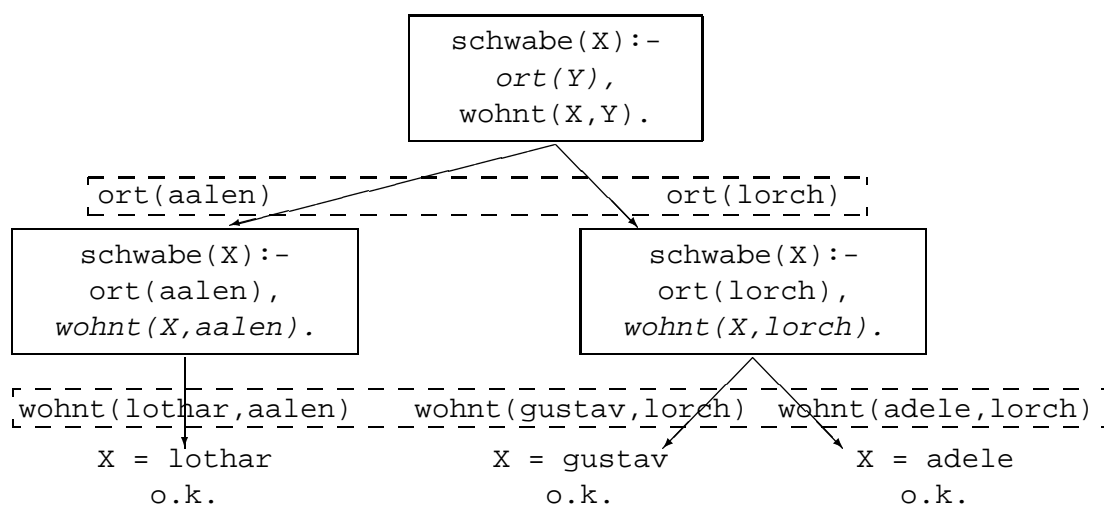 schwabe(X):-
ort(Y),
wohnt(X,Y).
ort(aalen) ort(lorch)
schwabe(X):-
ort(aalen),
wohnt(X,aalen).
schwabe(X):-
ort(lorch),
wohnt(X,lorch).
wohnt(lothar,aalen) wohnt(gustav,lorch) wohnt(adele,lorch)
X = lothar
o.k.
X = gustav
o.k.
X = adele
o.k.